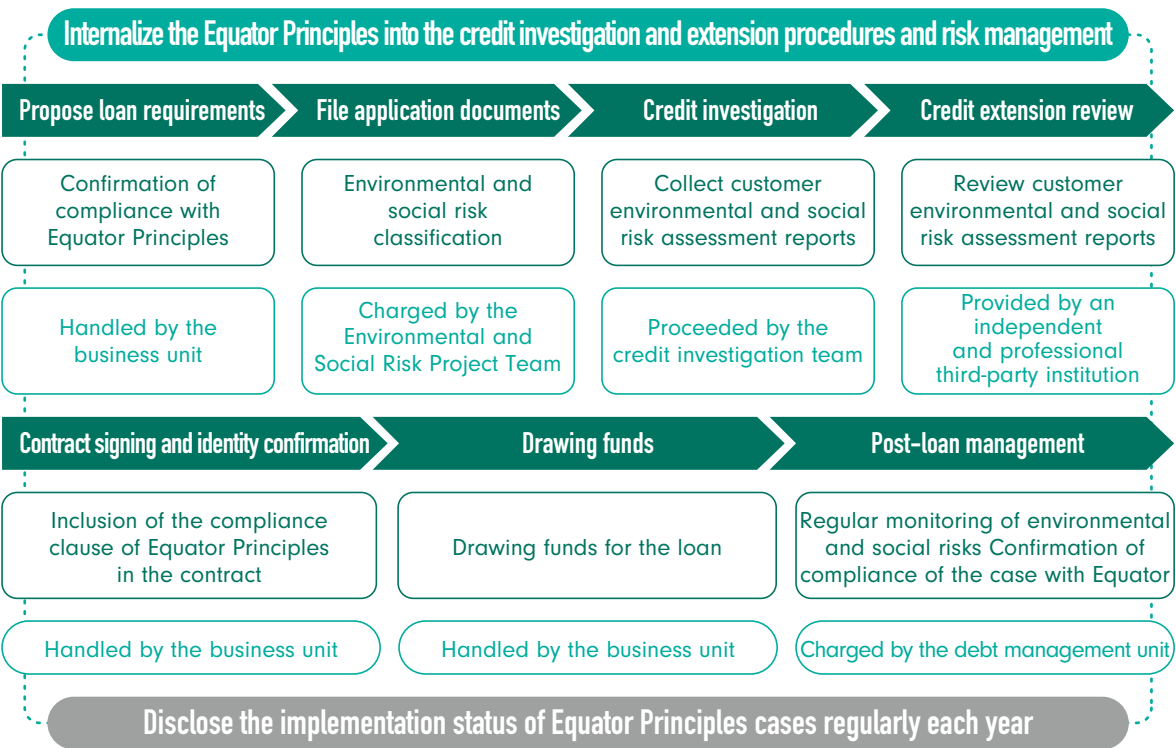 Internalize the Equator Principles into the credit investigation and extension procedures and risk management
Propose loan requirements
File application documents
Credit investigation
Credit extension review
Confirmation of
compliance with
Equator Principles
Environmental and
social risk
classification
Collect customer
environmental and social
risk assessment reports
Review customer
environmental and social
risk assessment reports
Handled by the
business unit
Charged by the
Environmental and
Social Risk Project Team
Proceeded by the
credit investigation team
Provided by an
independent
and professional
third-party institution
Contract signing and identity confirmation
Drawing funds
Post-loan management
Inclusion of the compliance
clause of Equator Principles
in the contract
Drawing funds for the loan
Regular monitoring of environmental
and social risks Confirmation of
compliance of the case with Equator
Handled by the business unit
Handled by the business unit
Charged by the debt management unit
Disclose the implementation status of Equator Principles cases regularly each year